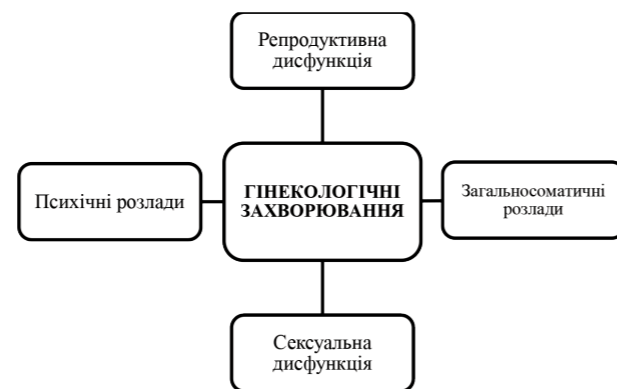 Репродуктивна
дисфункція
Психічні розлади
ГІНЕКОЛОГІЧНІ
ЗАХВОРЮВАННЯ
Загальносоматичні
розлади
Сексуальна
дисфункція